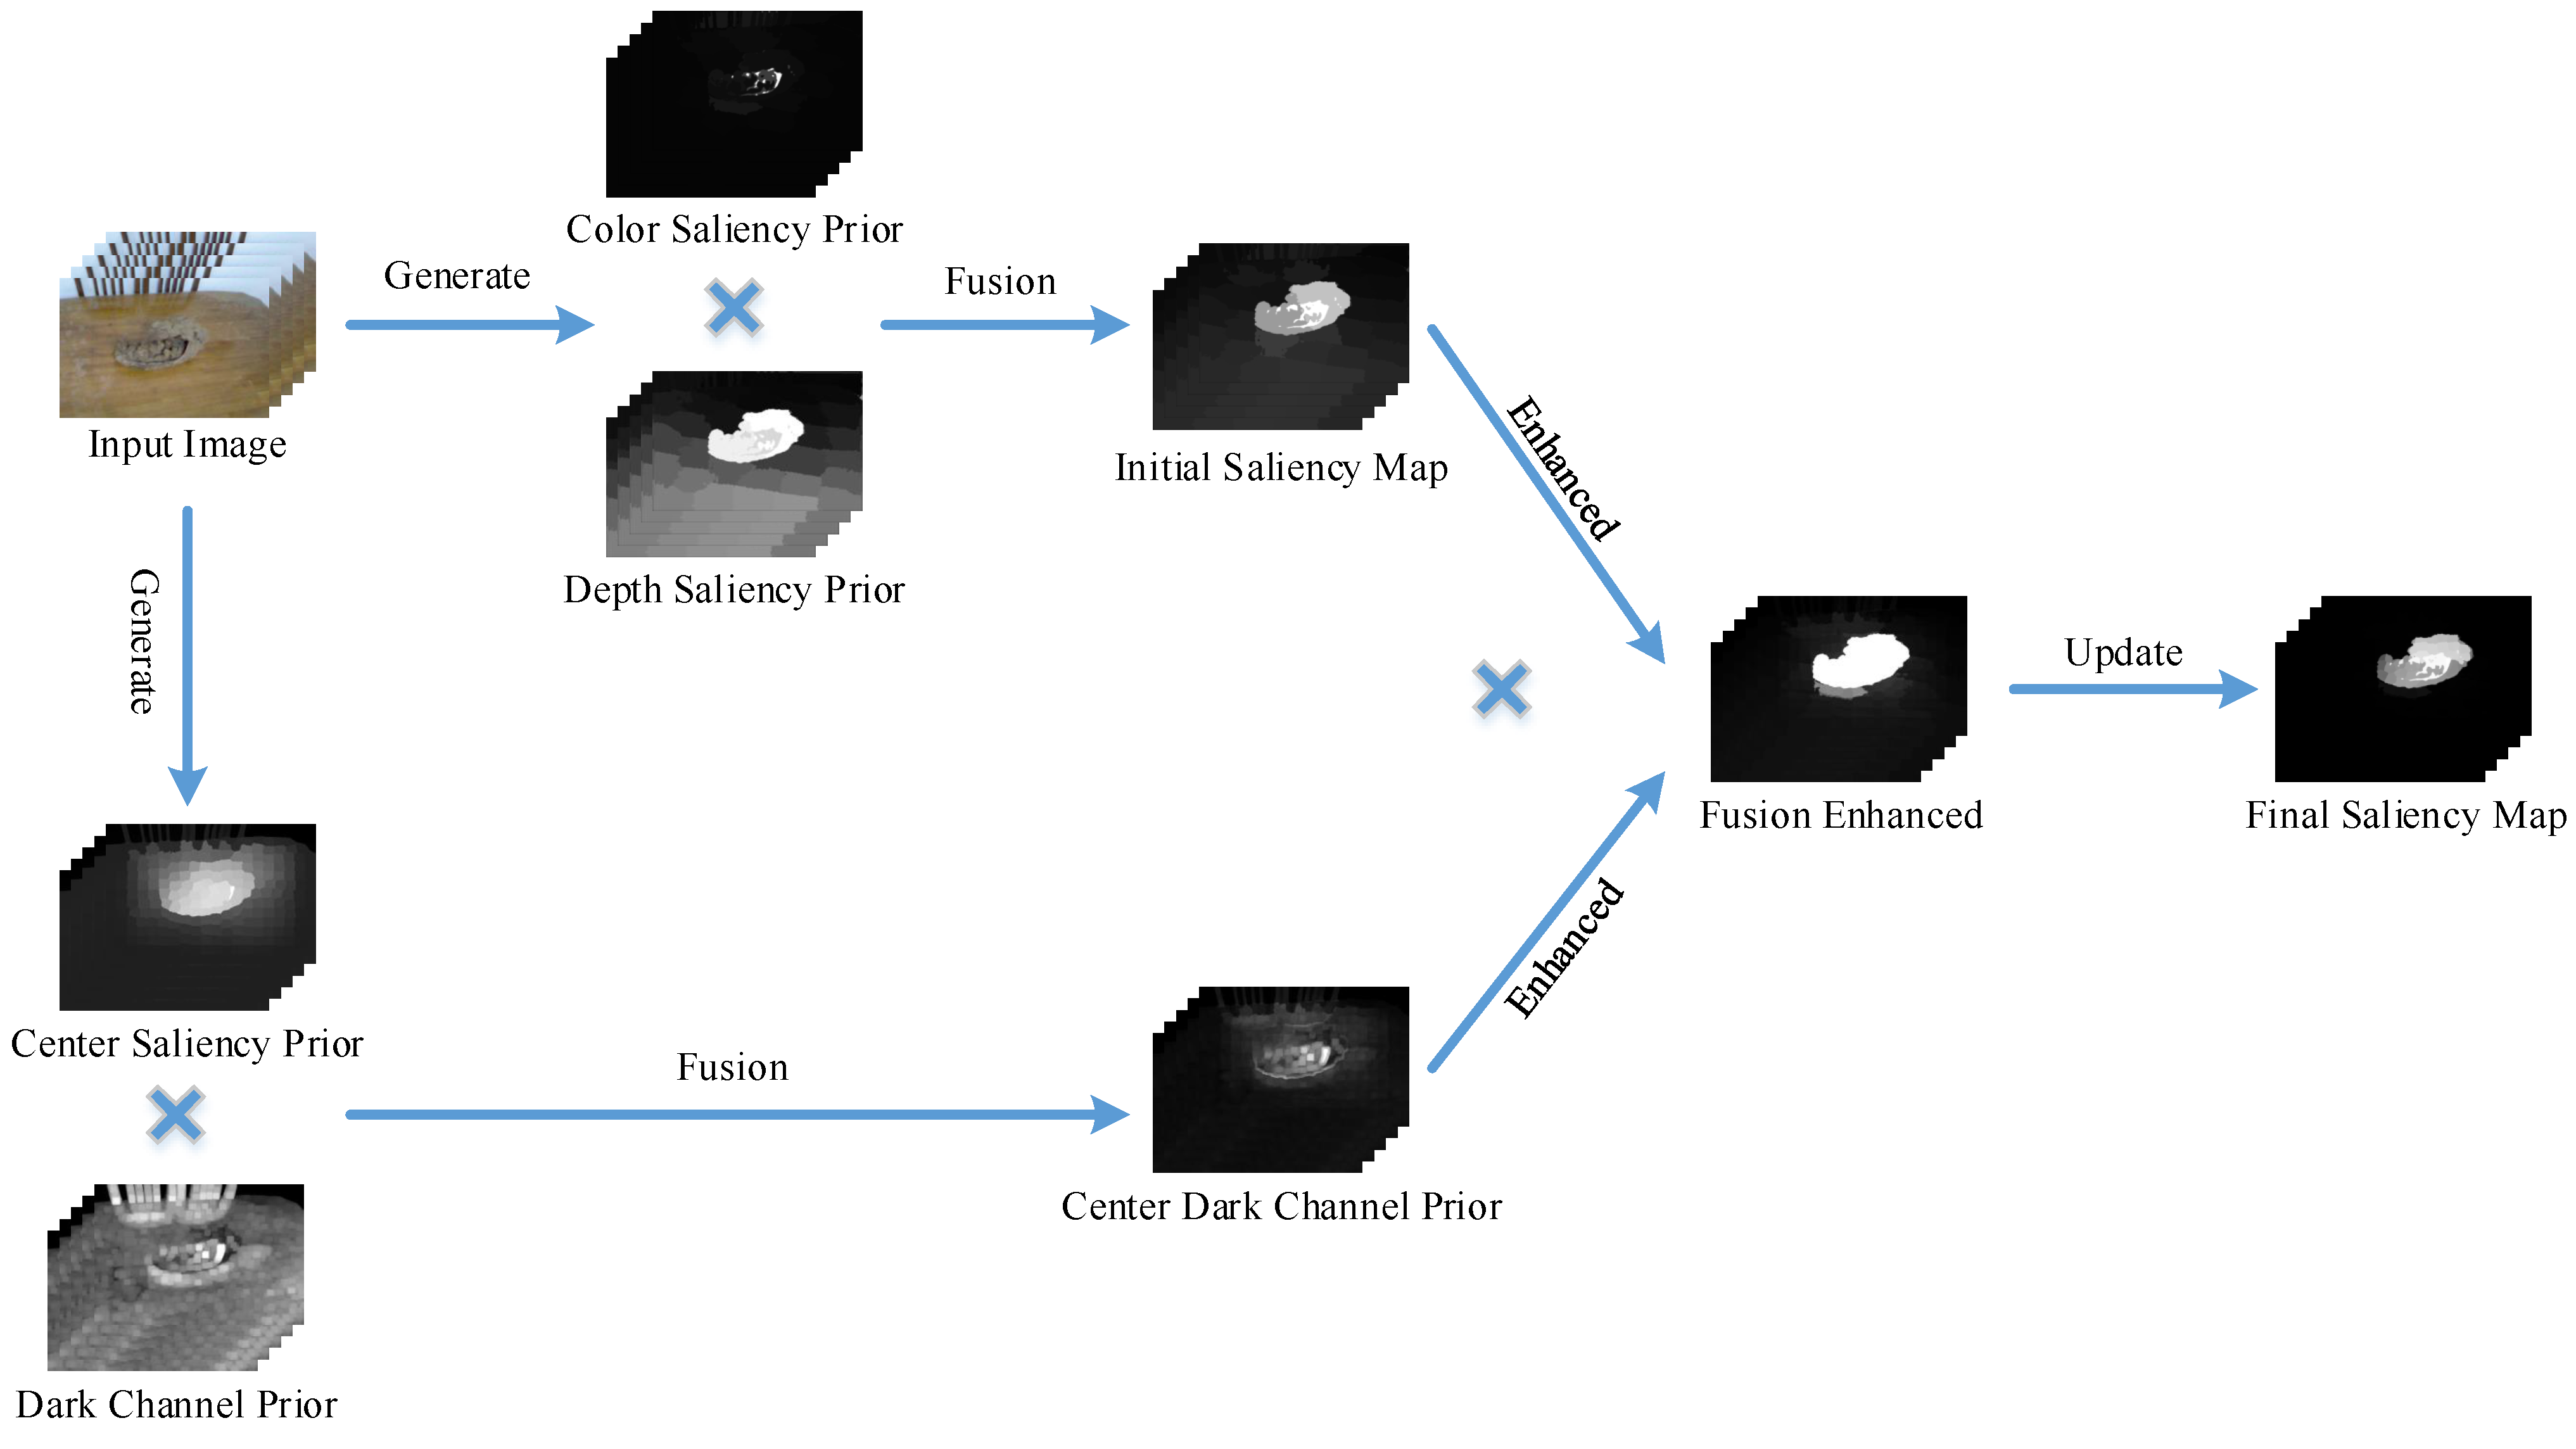 Color Saliency Prior
Generate
Fusion
Input Image
Initial Saliency Map
Enhanced
Depth Saliency Prior
Generate
Update
Fusion Enhanced
Final Saliency Map
Enhanced
Center Saliency Prior
Fusion
Center Dark Channel Prior
Dark Channel Prior